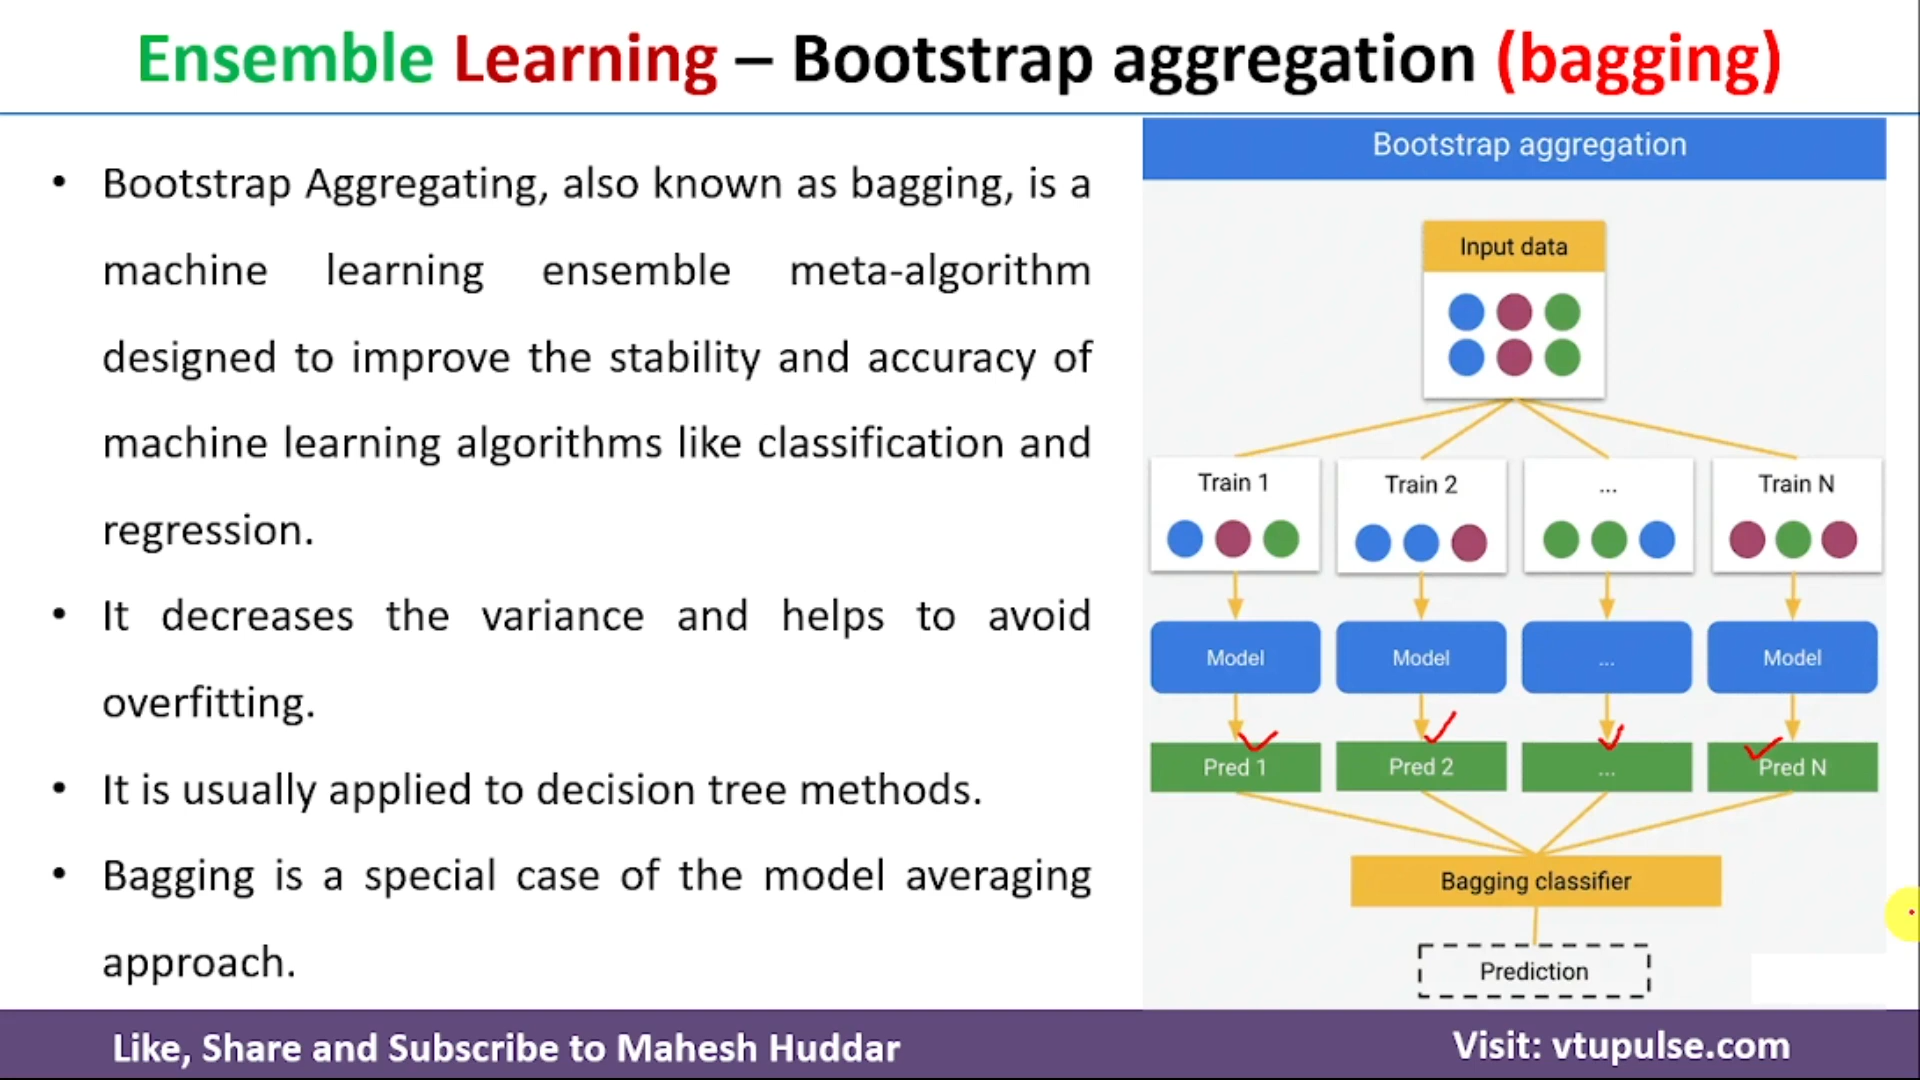 Ensemble Learning – Bootstrap aggregation (bagging)
• Bootstrap Aggregating, also known as bagging, is a
machine learning ensemble meta-algorithm
designed to improve the stability and accuracy of
machine learning algorithms like classification and
regression.
• It decreases the variance and helps to avoid
overfitting.
• It is usually applied to decision tree methods.
• Bagging is a special case of the model averaging
approach.
Bootstrap aggregation
Input data
Train 1 Train 2 ... Train N
Model Model ... Model
Pred 1 Pred 2 ... Pred N
Bagging classifier
Prediction
Like, Share and Subscribe to Mahesh Huddar
Visit: vtupulse.com